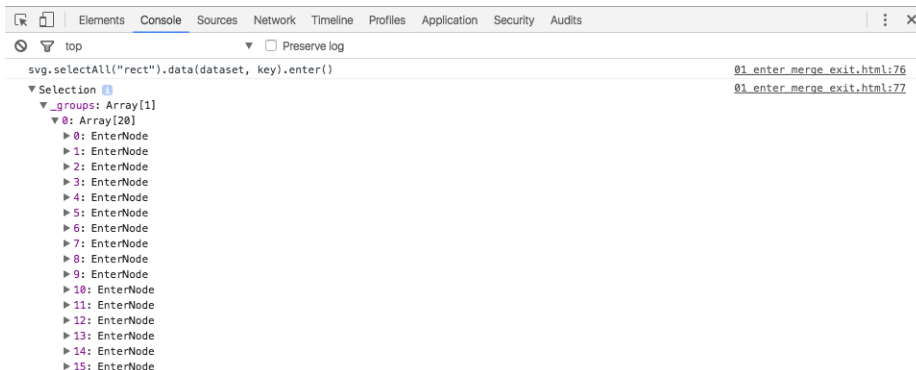 Elements Console Sources Network Timeline Profiles Application Security Audits
top Preserve log
svg.selectAll("rect").data(dataset, key).enter() 01 enter merge exit.html:76
Selection 01 enter merge exit.html:77
_groups: Array[1]
0: Array[20]
0: EnterNode
1: EnterNode
2: EnterNode
3: EnterNode
4: EnterNode
5: EnterNode
6: EnterNode
7: EnterNode
8: EnterNode
9: EnterNode
10: EnterNode
11: EnterNode
12: EnterNode
13: EnterNode
14: EnterNode
15: EnterNode